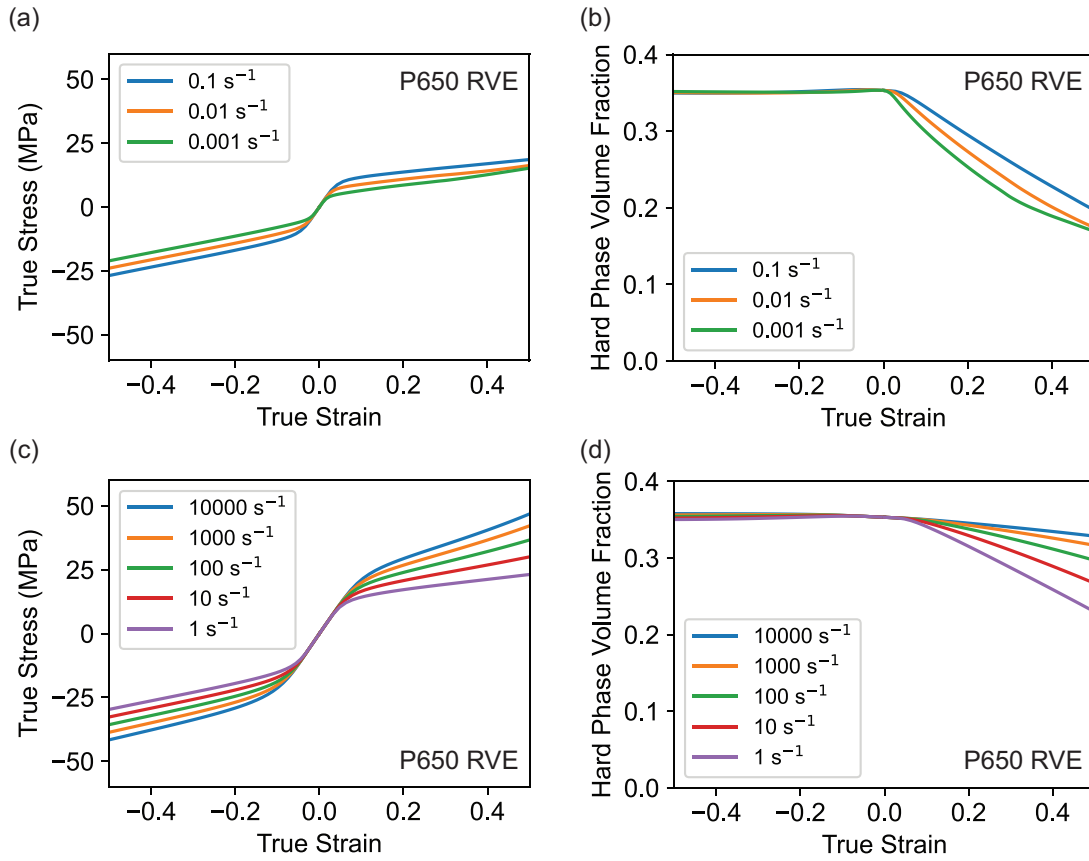 (a)
P650 RVE
0.1 s⁻¹
0.01 s⁻¹
0.001 s⁻¹
50
25
0
−25
−50
True Stress (MPa)
−0.4
−0.2
0.0
0.2
0.4
True Strain
(b)
P650 RVE
0.1 s⁻¹
0.01 s⁻¹
0.001 s⁻¹
0.4
0.3
0.2
0.1
0.0
Hard Phase Volume Fraction
−0.4
−0.2
0.0
0.2
0.4
True Strain
(c)
10000 s⁻¹
1000 s⁻¹
100 s⁻¹
10 s⁻¹
1 s⁻¹
P650 RVE
50
25
0
−25
−50
True Stress (MPa)
−0.4
−0.2
0.0
0.2
0.4
True Strain
(d)
10000 s⁻¹
1000 s⁻¹
100 s⁻¹
10 s⁻¹
1 s⁻¹
P650 RVE
0.4
0.3
0.2
0.1
0.0
Hard Phase Volume Fraction
−0.4
−0.2
0.0
0.2
0.4
True Strain